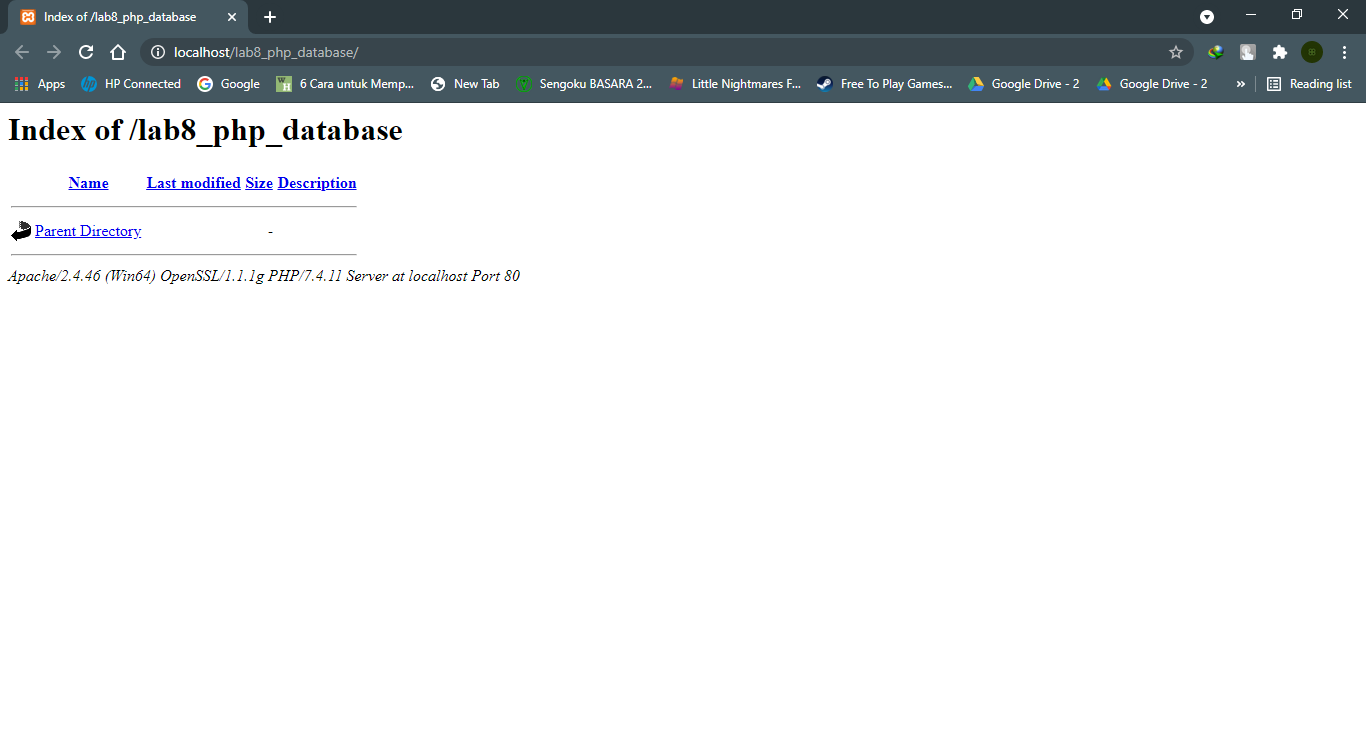 Index of /lab8_php_database
localhost/lab8_php_database/
Apps HP Connected Google 6 Cara untuk Memp... New Tab Sengoku BASARA 2... Little Nightmares F... Free To Play Games... Google Drive - 2 Google Drive - 2 » Reading list
Index of /lab8_php_database
Name Last modified Size Description
Parent Directory -
Apache/2.4.46 (Win64) OpenSSL/1.1.1g PHP/7.4.11 Server at localhost Port 80